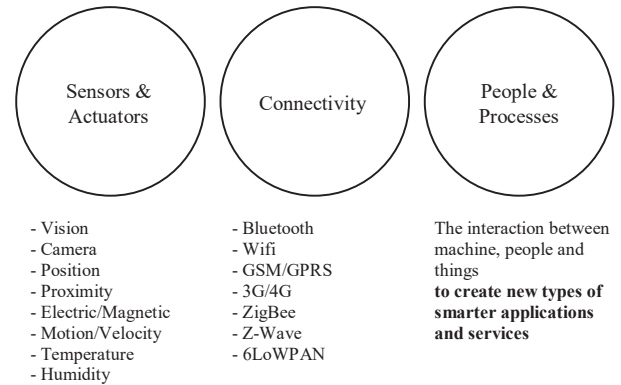 Sensors &
Actuators
Connectivity
People &
Processes
- Vision
- Camera
- Position
- Proximity
- Electric/Magnetic
- Motion/Velocity
- Temperature
- Humidity
- Bluetooth
- Wifi
- GSM/GPRS
- 3G/4G
- ZigBee
- Z-Wave
- 6LoWPAN
The interaction between
machine, people and
things
to create new types of
smarter applications
and services